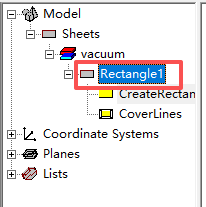 Model
Sheets
vacuum
Rectangle1
CreateRectan
CoverLines
Coordinate Systems
Planes
Lists